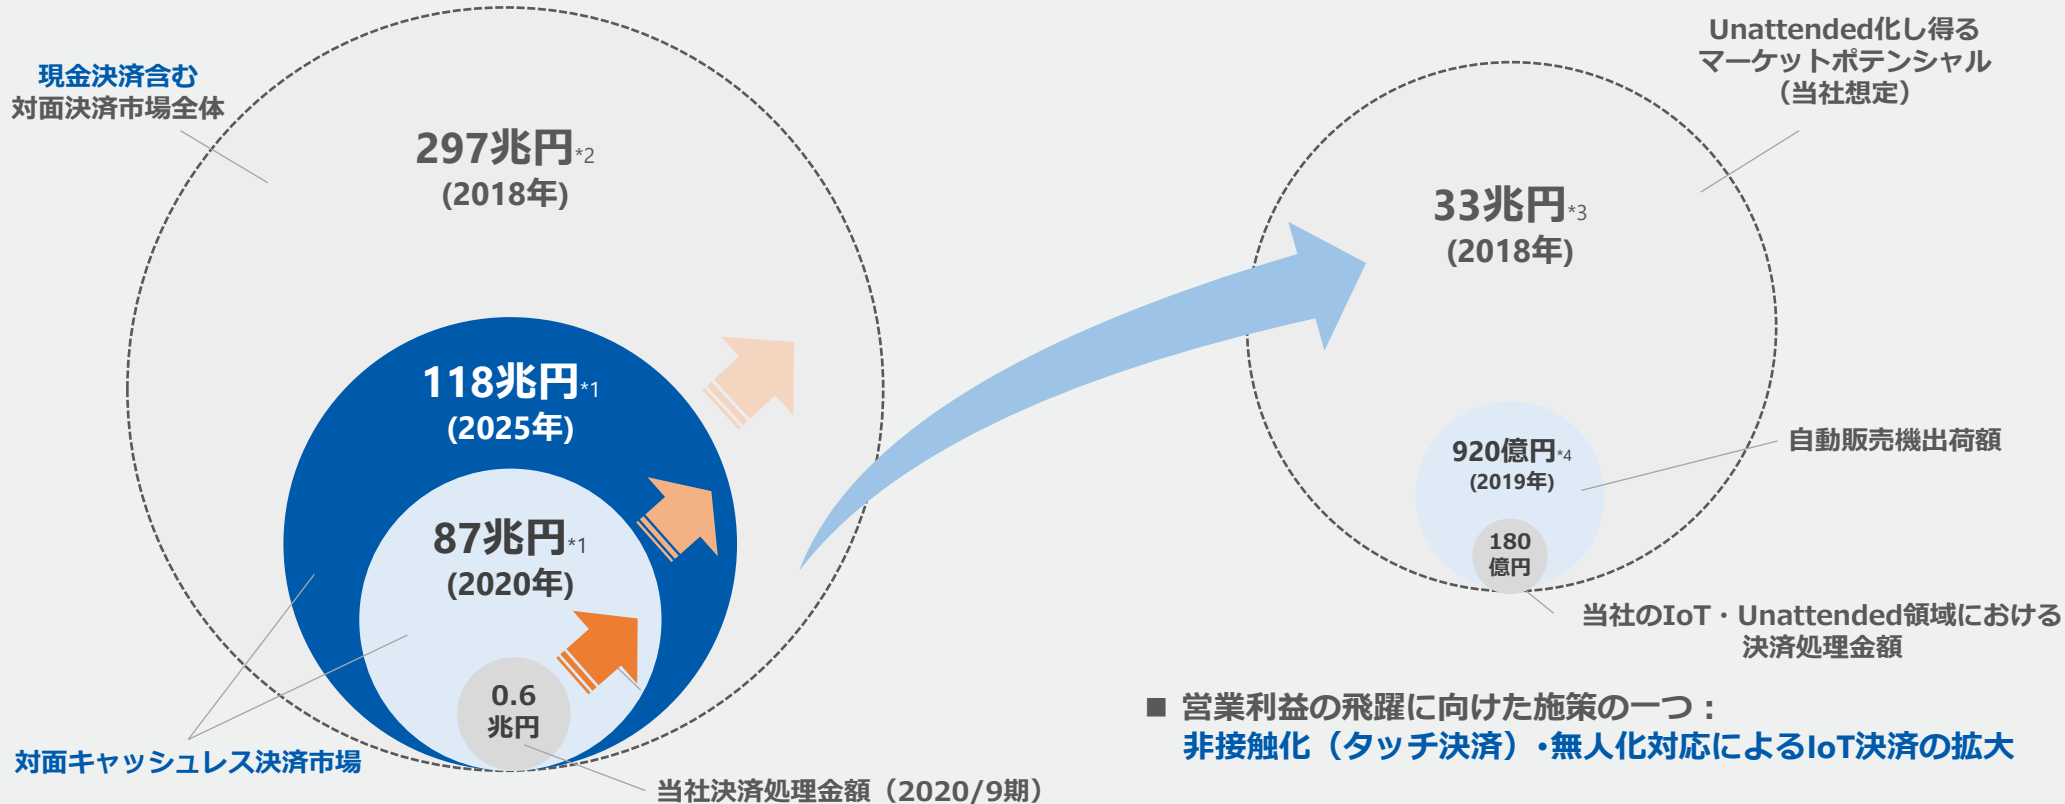 現金決済含む
対面決済市場全体
297兆円*2
(2018年)
118兆円*1
(2025年)
87兆円*1
(2020年)
0.6
兆円
対面キャッシュレス決済市場
当社決済処理金額（2020/9期）
Unattended化し得る
マーケットポテンシャル
（当社想定）
33兆円*3
(2018年)
920億円*4
(2019年)
自動販売機出荷額
180
億円
当社のIoT・Unattended領域における
決済処理金額
■ 営業利益の飛躍に向けた施策の一つ：
非接触化（タッチ決済）・無人化対応によるIoT決済の拡大